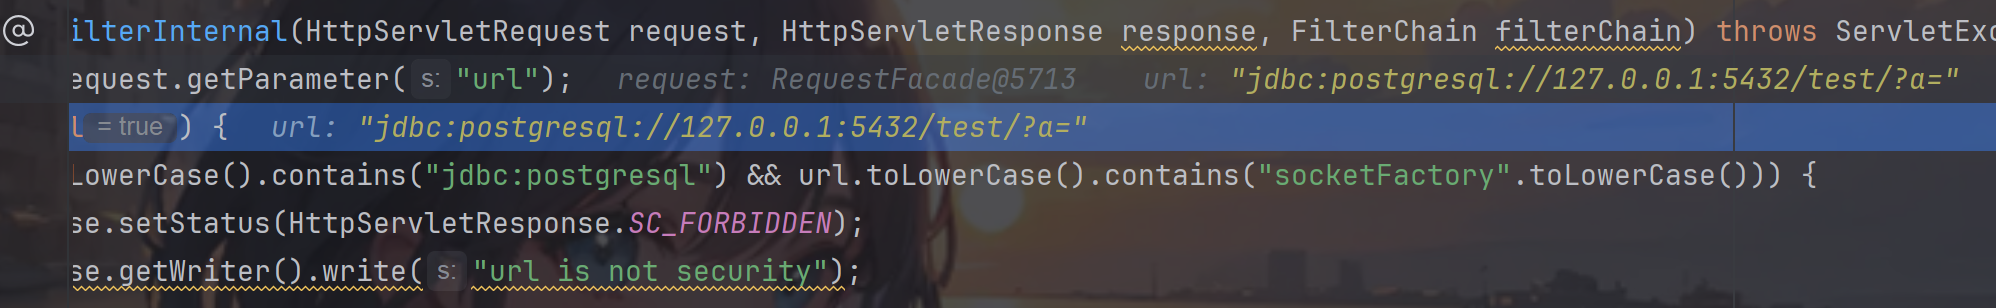 @ilterInternal(HttpServletRequest request, HttpServletResponse response, FilterChain filterChain) throws ServletExc
equest.getParameter( s: "url");   request: RequestFacade@5713   url: "jdbc:postgresql://127.0.0.1:5432/test/?a="
l = true ) {   url: "jdbc:postgresql://127.0.0.1:5432/test/?a="
LowerCase().contains("jdbc:postgresql") && url.toLowerCase().contains("socketFactory".toLowerCase())) {
se.setStatus(HttpServletResponse.SC_FORBIDDEN);
se.getWriter().write( s: "url is not security");